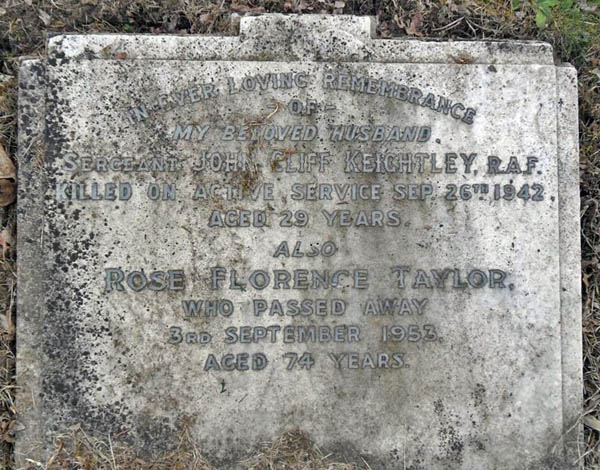 IN EVER LOVING REMEMBRANCE
OF –
MY BELOVED HUSBAND
SERGEANT JOHN CLIFF KEIGHTLEY, R.A.F.
KILLED ON ACTIVE SERVICE SEP. 26TH 1942
AGED 29 YEARS.
ALSO
ROSE FLORENCE TAYLOR,
WHO PASSED AWAY
3RD SEPTEMBER 1953.
AGED 74 YEARS.